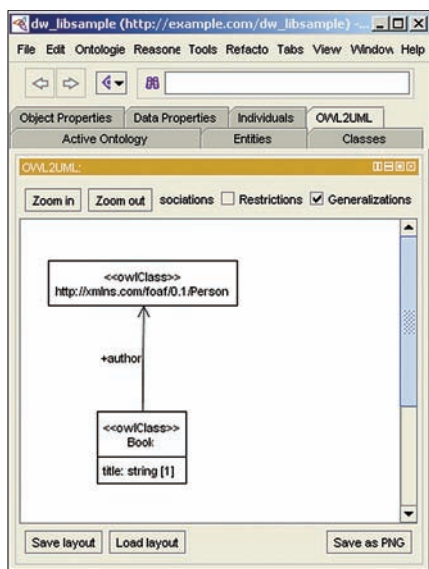 dw_libsample (http://example.com/dw_libsample) -...
File Edit Ontologie Reasone Tools Refacto Tabs View Window Help
Object Properties Data Properties Individuals OWL2UML
Active Ontology Entities Classes
OWL2UML:
Zoom in Zoom out sociations Restrictions Generalizations
<<owlClass>>
http://xmlns.com/foaf/0.1/Person
+author
<<owlClass>>
Book
title: string [1]
Save layout Load layout Save as PNG